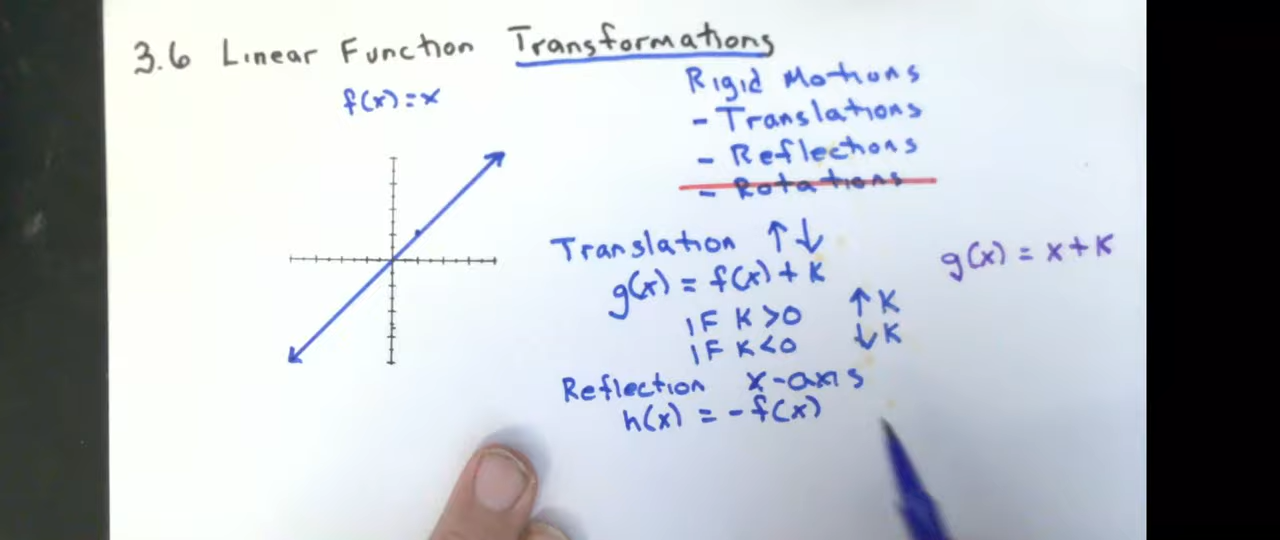 3.6 Linear Function Transformations
f(x)=x
Rigid Motions
- Translations
- Reflections
- Rotations
Translation ↑↓
g(x) = f(x) + K
g(x) = x + K
IF K >0 ↑K
IF K <0 ↓K
Reflection x-axis
h(x) = - f(x)